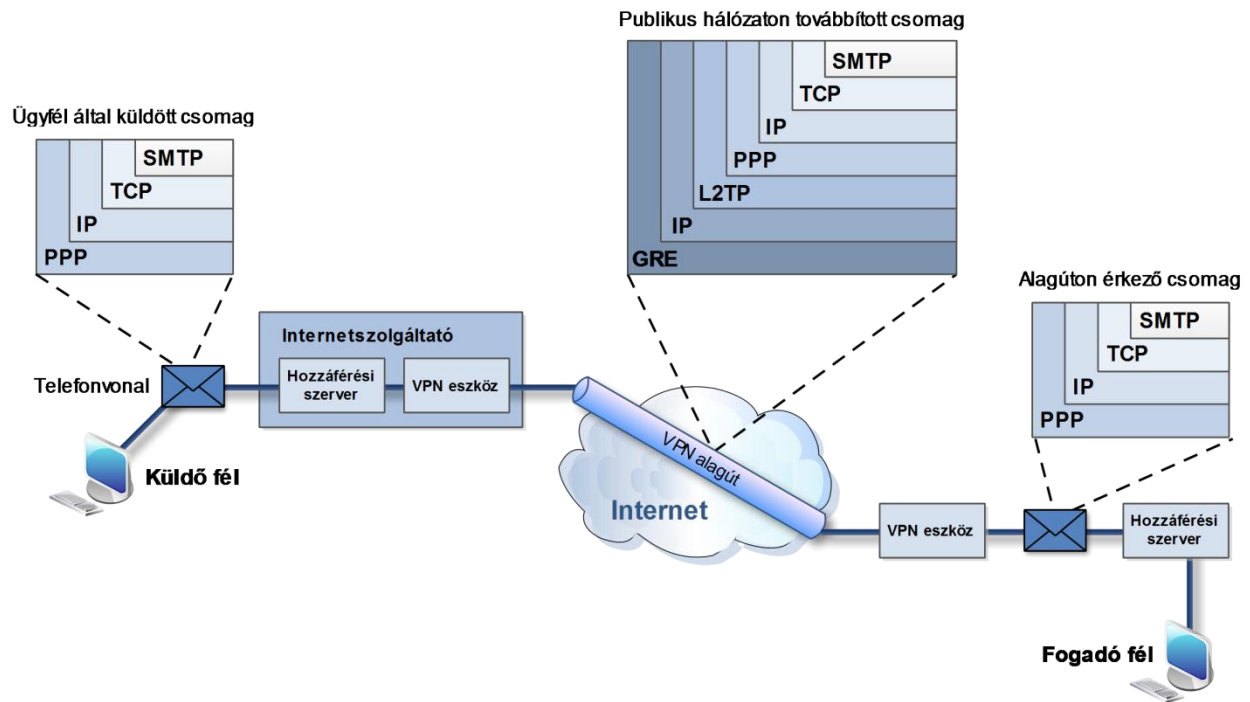 Publikus hálózaton továbbított csomag
SMTP
TCP
IP
PPP
L2TP
IP
GRE
Ügyfél által küldött csomag
SMTP
TCP
IP
PPP
Alagúton érkező csomag
SMTP
TCP
IP
PPP
Internetszolgáltató
Hozzáférési
szerver
VPN eszköz
Telefonvonal
Küldő fél
VPN alagút
Internet
VPN eszköz
Hozzáférési
szerver
Fogadó fél